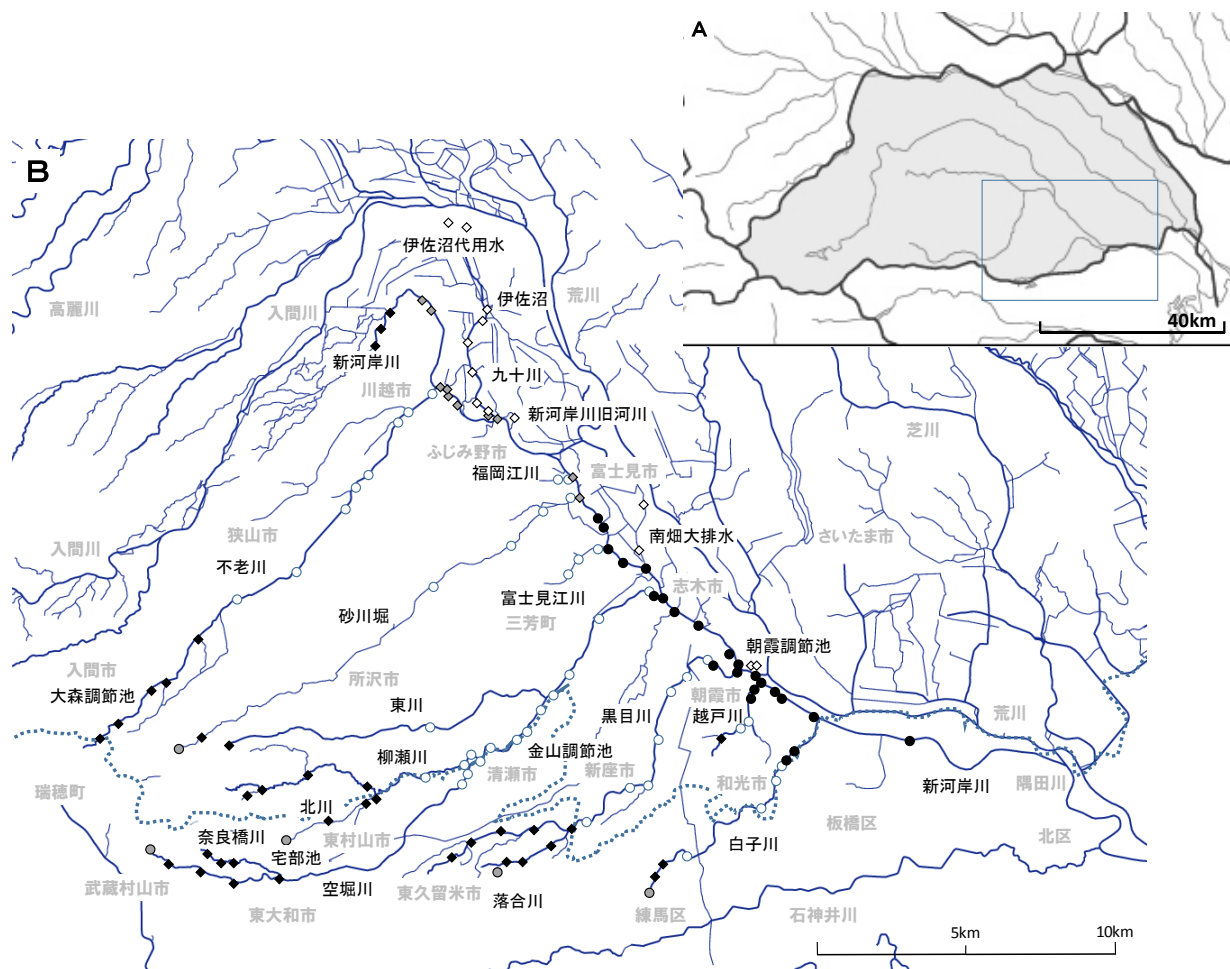 A
40km
B
伊佐沼代用水
高麗川
入間川
伊佐沼
荒川
新河岸川
川越市
九十川
新河岸川旧河川
芝川
ふじみ野市
福岡江川
富士見市
狭山市
入間川
不老川
南畑大排水
さいたま市
志木市
富士見江川
砂川堀
三芳町
朝霞調節池
入間市
大森調節池
所沢市
東川
朝霞市
越戸川
黒目川
荒川
柳瀬川
金山調節池
清瀬市
新座市
和光市
新河岸川
隅田川
瑞穂町
北川
奈良橋川
宅部池
東村山市
板橋区
北区
白子川
武蔵村山市
空堀川
東久留米市
落合川
東大和市
練馬区
石神井川
5km
10km